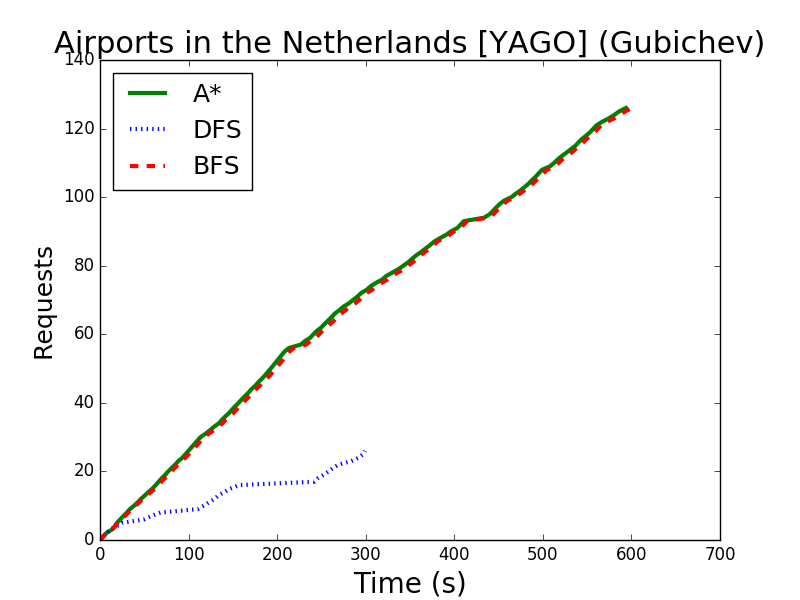 Airports in the Netherlands [YAGO] (Gubichev)
140
120
100
80
60
40
20
0
Requests
A*
DFS
BFS
0 100 200 300 400 500 600 700
Time (s)